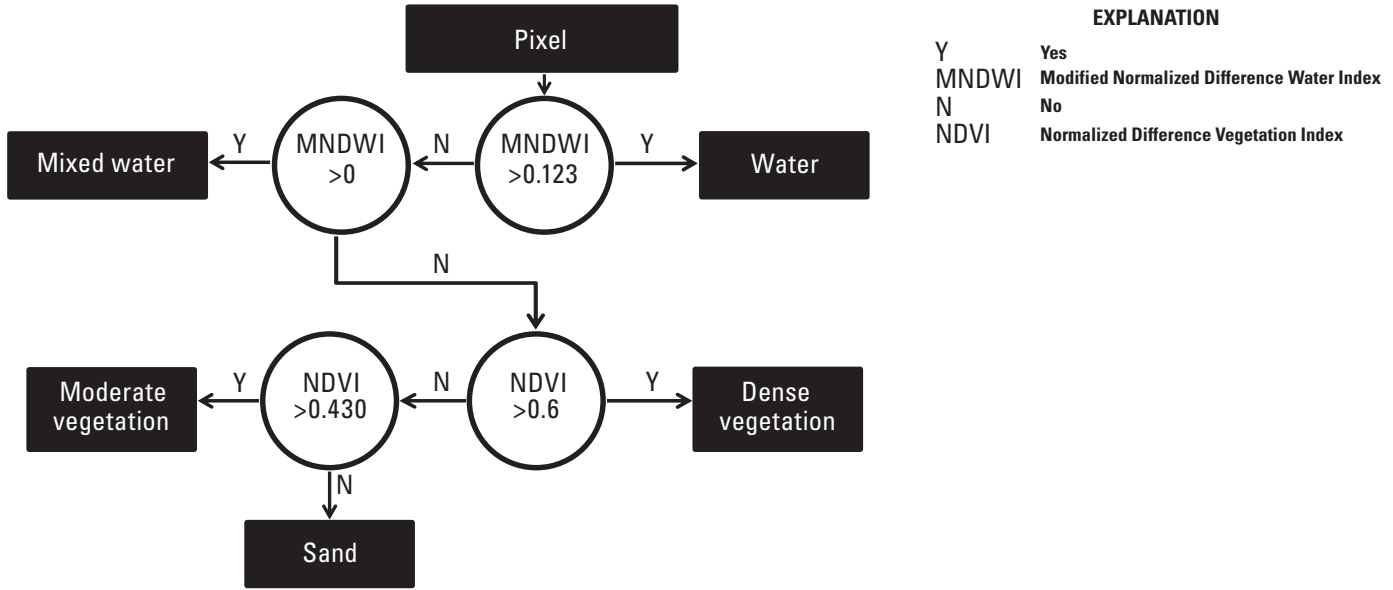 Pixel
Mixed water
Y
MNDWI
>0
N
MNDWI
>0.123
Y
Water
N
Moderate
vegetation
Y
NDVI
>0.430
N
NDVI
>0.6
Y
Dense
vegetation
N
Sand
EXPLANATION
Y Yes
MNDWI Modified Normalized Difference Water Index
N No
NDVI Normalized Difference Vegetation Index